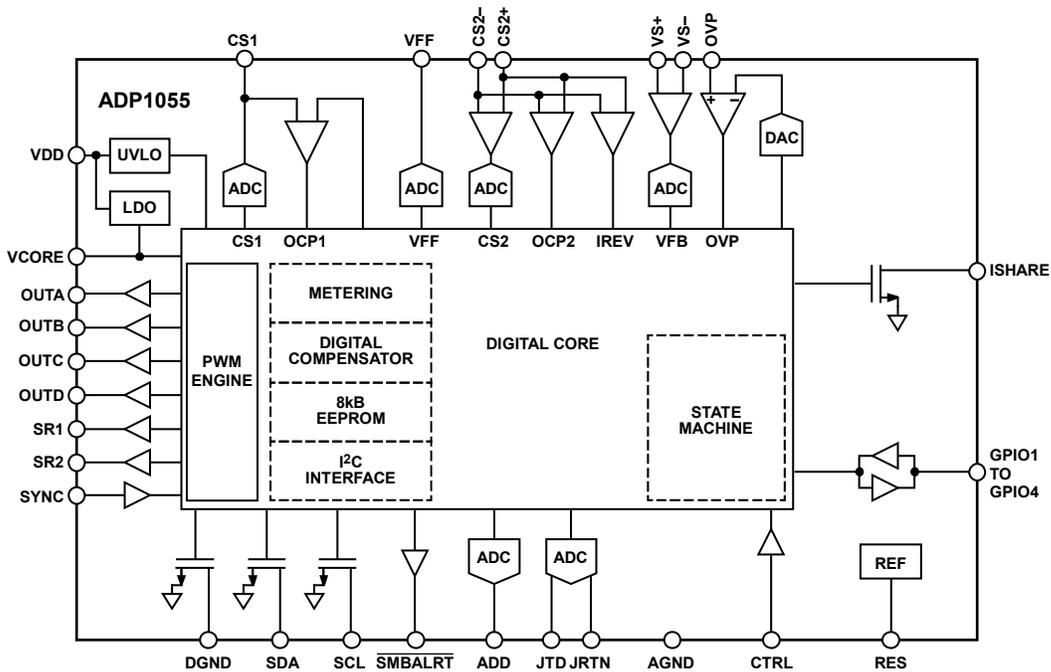 CS1
VFF
CS2–
CS2+
VS+
VS–
OVP
ADP1055
+ –
DAC
VDD
UVLO
LDO
ADC
ADC
ADC
ADC
VCORE
CS1 OCP1 VFF CS2 OCP2 IREV VFB OVP
ISHARE
OUTA
OUTB
OUTC
OUTD
SR1
SR2
SYNC
PWM
ENGINE
METERING
DIGITAL
COMPENSATOR
8kB
EEPROM
I²C
INTERFACE
DIGITAL CORE
STATE
MACHINE
GPIO1
TO
GPIO4
ADC
ADC
REF
DGND SDA SCL SMBALRT ADD JTD JRTN AGND CTRL RES